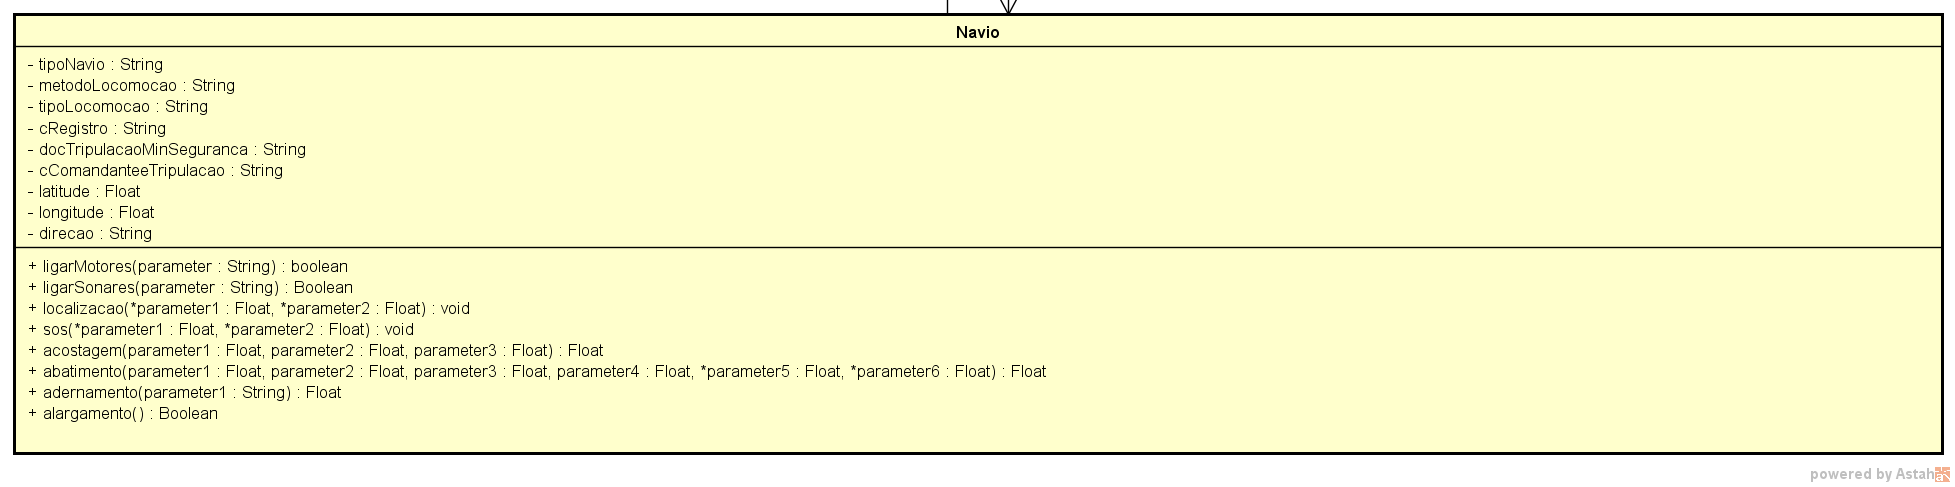 Navio
- tipoNavio : String
- metodoLocomocao : String
- tipoLocomocao : String
- cRegistro : String
- docTripulacaoMinSeguranca : String
- cComandanteeTripulacao : String
- latitude : Float
- longitude : Float
- direcao : String
+ ligarMotores(parameter : String) : boolean
+ ligarSonares(parameter : String) : Boolean
+ localizacao(*parameter1 : Float, *parameter2 : Float) : void
+ sos(*parameter1 : Float, *parameter2 : Float) : void
+ acostagem(parameter1 : Float, parameter2 : Float, parameter3 : Float) : Float
+ abatimento(parameter1 : Float, parameter2 : Float, parameter3 : Float, parameter4 : Float, *parameter5 : Float, *parameter6 : Float) : Float
+ adernamento(parameter1 : String) : Float
+ alargamento() : Boolean
powered by Astah